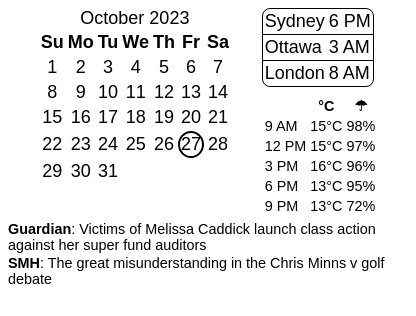 October 2023
Su Mo Tu We Th Fr Sa
1 2 3 4 5 6 7
8 9 10 11 12 13 14
15 16 17 18 19 20 21
22 23 24 25 26 27 28
29 30 31
Sydney 6 PM
Ottawa 3 AM
London 8 AM
°C ☂
9 AM 15°C 98%
12 PM 15°C 97%
3 PM 16°C 96%
6 PM 13°C 95%
9 PM 13°C 72%
Guardian: Victims of Melissa Caddick launch class action
against her super fund auditors
SMH: The great misunderstanding in the Chris Minns v golf
debate